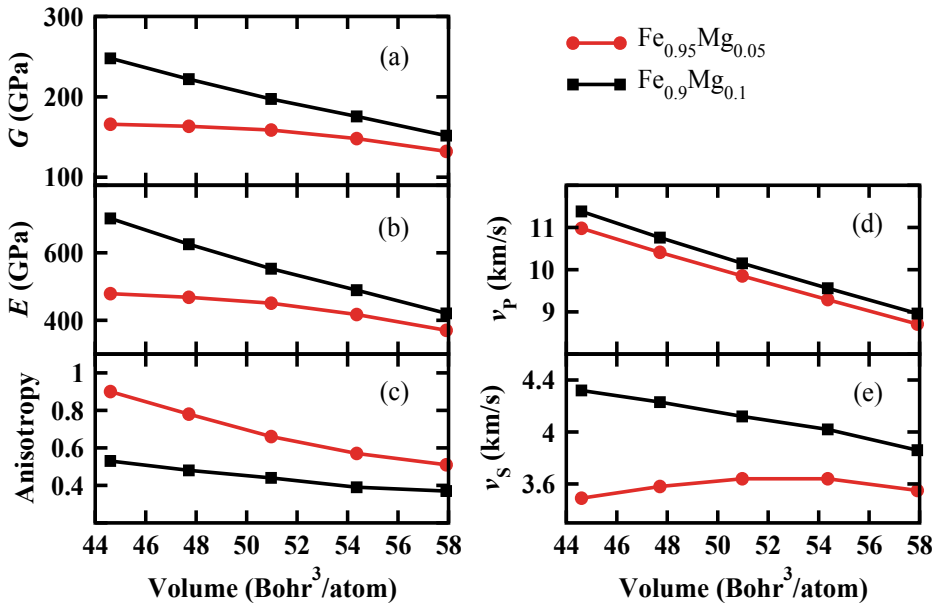 Fe0.95Mg0.05
Fe0.9Mg0.1
300
200
100
G (GPa)
(a)
600
400
E (GPa)
(b)
1
0.8
0.6
0.4
Anisotropy
(c)
44 46 48 50 52 54 56 58
Volume (Bohr³/atom)
11
10
9
vP (km/s)
(d)
4.4
4
3.6
vS (km/s)
(e)
44 46 48 50 52 54 56 58
Volume (Bohr³/atom)